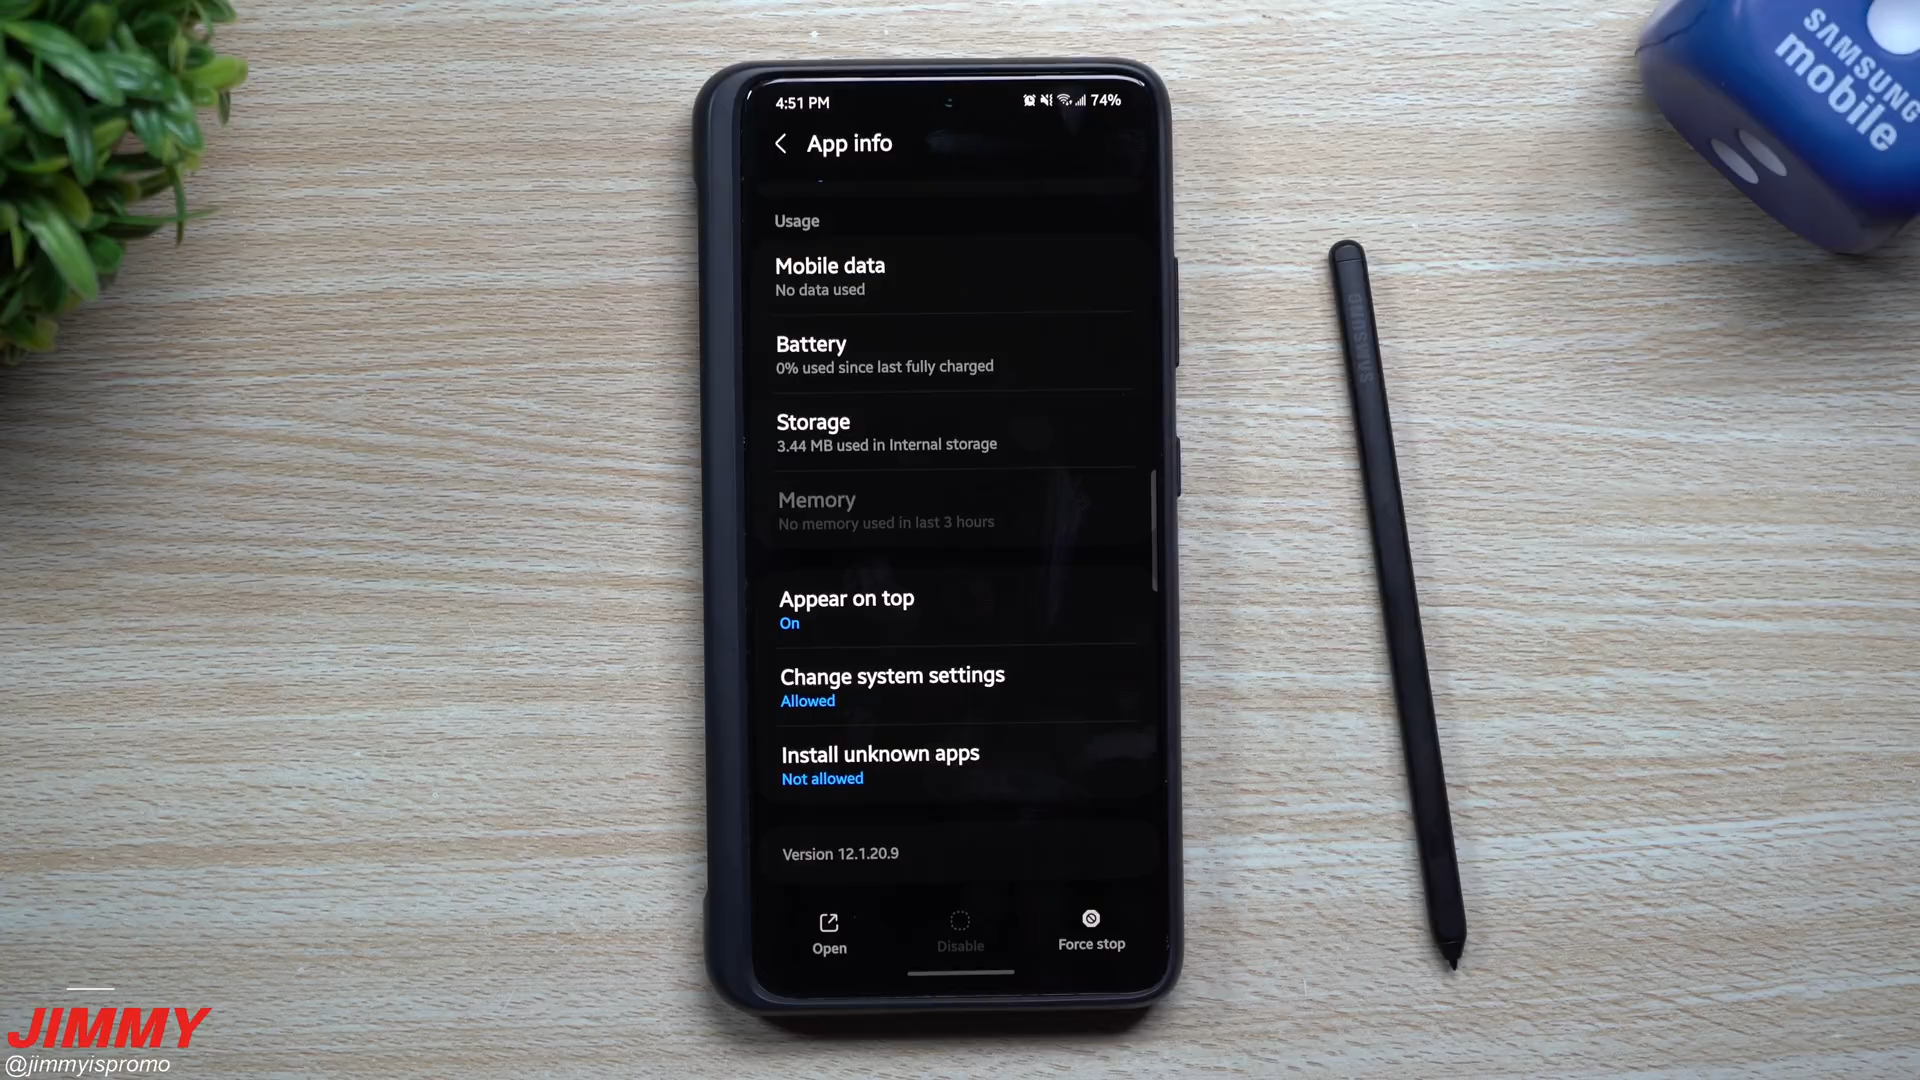 4:51 PM
74%
App info
Usage
Mobile data
No data used
Battery
0% used since last fully charged
Storage
3.44 MB used in Internal storage
Memory
No memory used in last 3 hours
Appear on top
On
Change system settings
Allowed
Install unknown apps
Not allowed
Version 12.1.20.9
Open
Disable
Force stop
SAMSUNG
SAMSUNG
mobile
JIMMY
@jimmyispromo